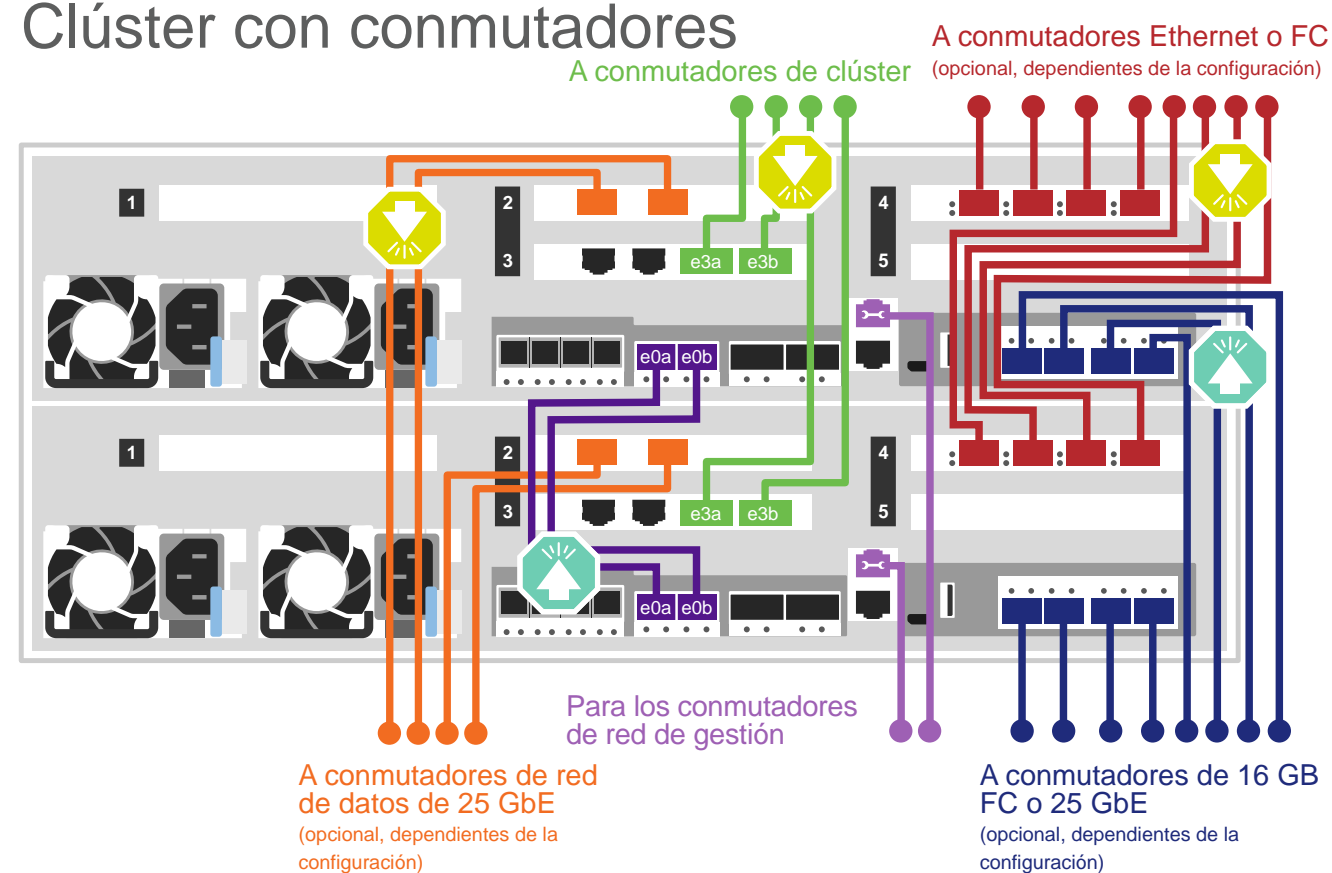 Clúster con conmutadores
A conmutadores de clúster
A conmutadores Ethernet o FC
(opcional, dependientes de la configuración)
1
2
4
3
e3a e3b
5
e0a e0b
1
2
4
3
e3a e3b
5
e0a e0b
Para los conmutadores
de red de gestión
A conmutadores de red
de datos de 25 GbE
(opcional, dependientes de la
configuración)
A conmutadores de 16 GB
FC o 25 GbE
(opcional, dependientes de la
configuración)